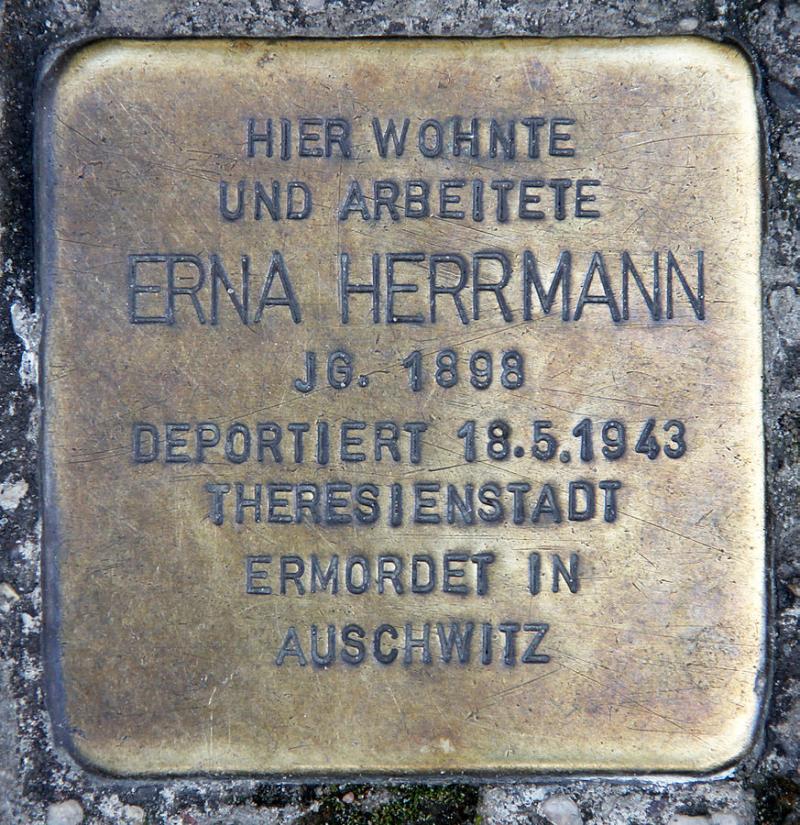 HIER WOHNTE
UND ARBEITETE
ERNA HERRMANN
JG. 1898
DEPORTIERT 18.5.1943
THERESIENSTADT
ERMORDET IN
AUSCHWITZ